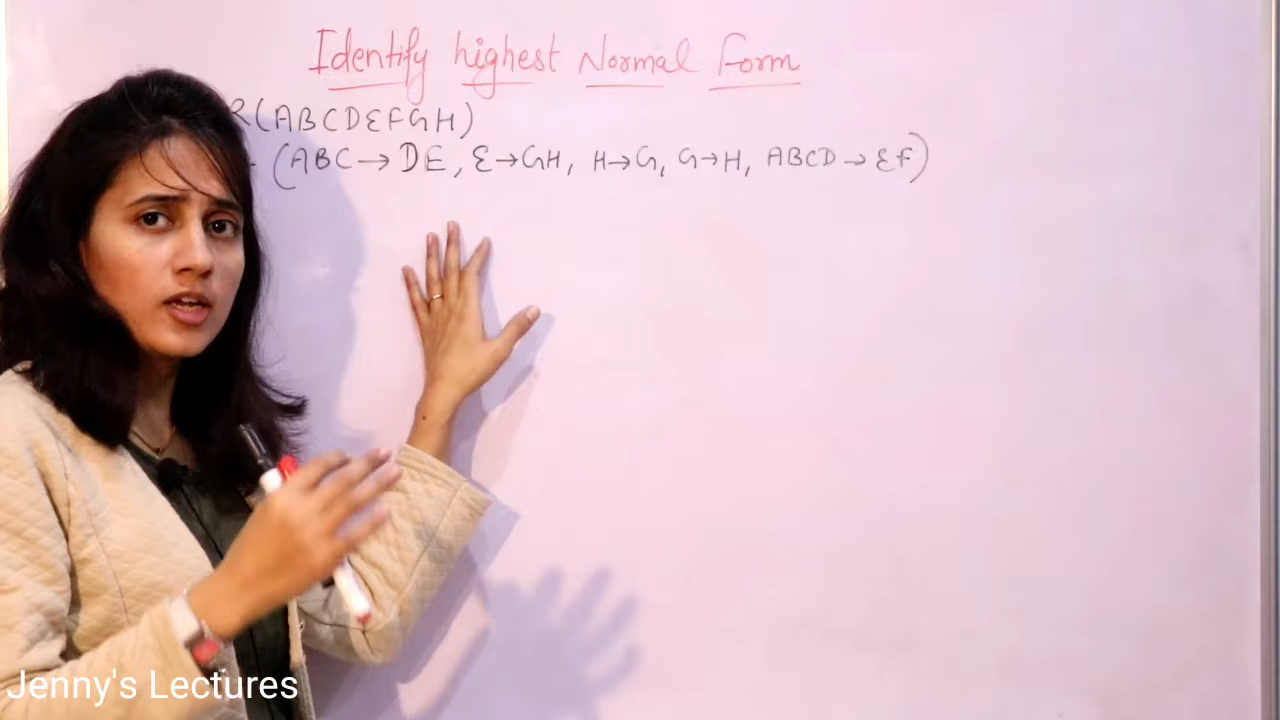 Identify highest Normal Form
R(ABCDEFGH)
(ABC→DE, E→GH, H→G, G→H, ABCD→EF)
Jenny's Lectures